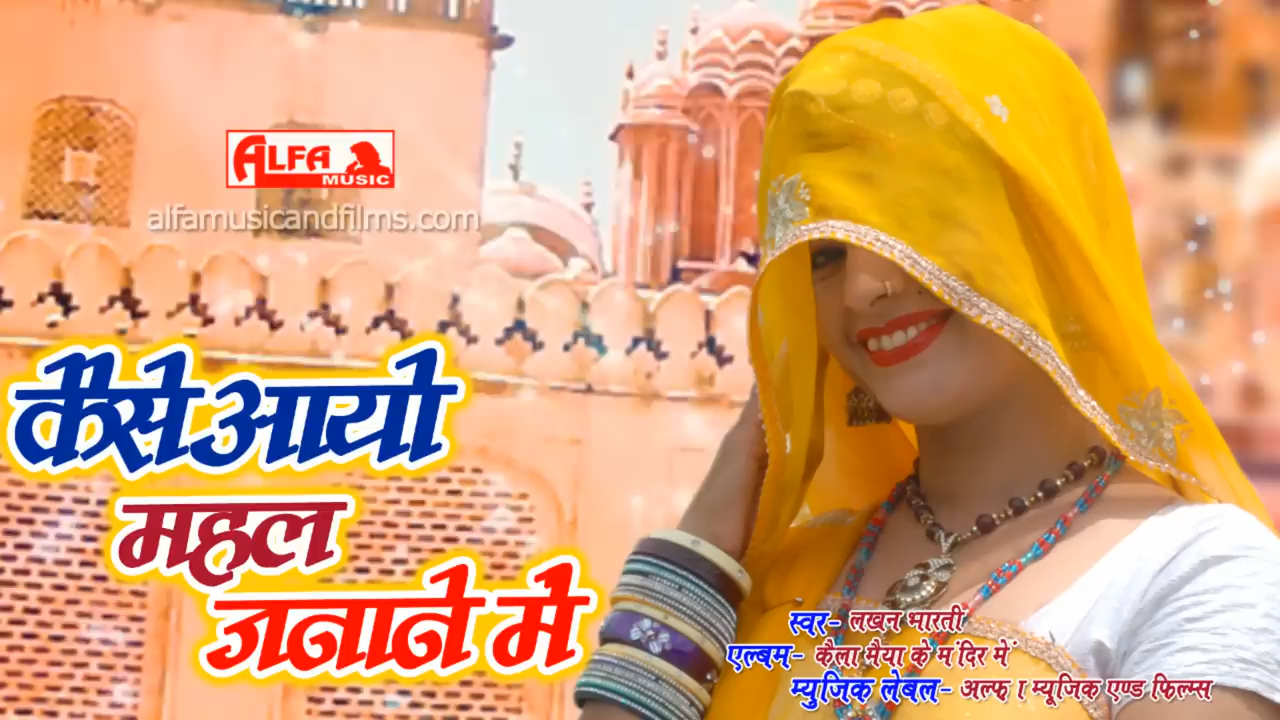 ALFA
MUSIC
alfamusicandfilms.com
कैसे आयो
महल
जनाने मे
स्वर- लखन भारती
एल्बम- कैला मैया के मंदिर में
म्युजिक लेबल- अल्फा म्यूजिक एण्ड फिल्म्स